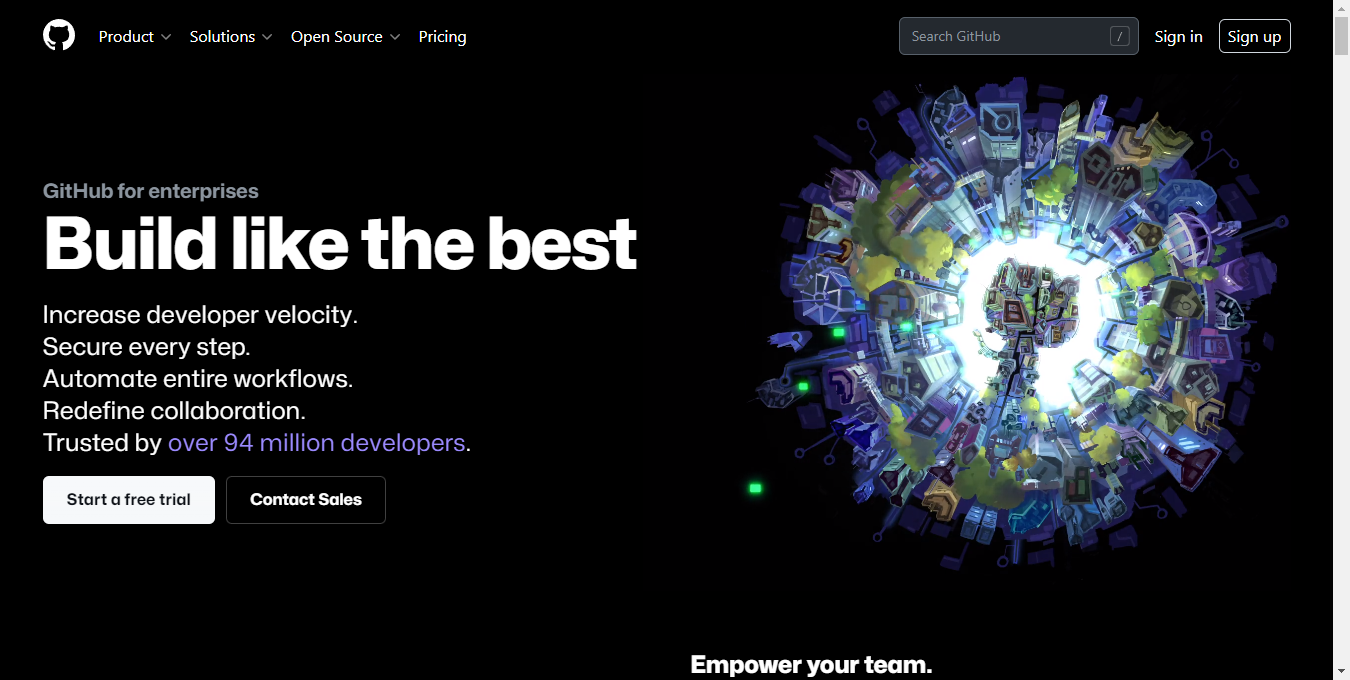 Product
Solutions
Open Source
Pricing
Search GitHub
/
Sign in
Sign up
GitHub for enterprises
Build like the best
Increase developer velocity.
Secure every step.
Automate entire workflows.
Redefine collaboration.
Trusted by over 94 million developers.
Start a free trial
Contact Sales
Empower your team.